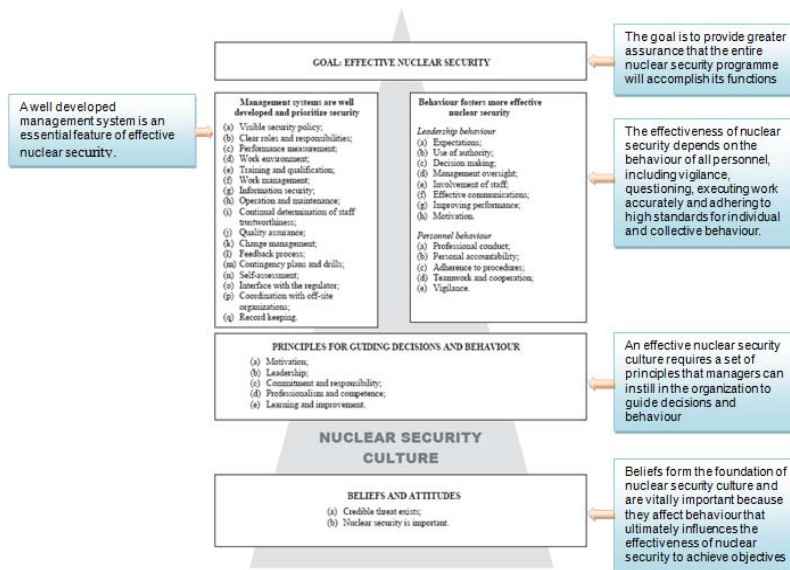 GOAL: EFFECTIVE NUCLEAR SECURITY
The goal is to provide greater
assurance that the entire
nuclear security programme
will accomplish its functions
A well developed
management system is an
essential feature of effective
nuclear security.
Management systems are well
developed and prioritize security
(a) Visible security policy;
(b) Clear roles and responsibilities;
(c) Performance measurement;
(d) Work environment;
(e) Training and qualification;
(f) Work management;
(g) Information security;
(h) Operation and maintenance;
(i) Continual determination of staff
trustworthiness;
(j) Quality assurance;
(k) Change management;
(l) Feedback process;
(m) Contingency plans and drills;
(n) Self-assessment;
(o) Interface with the regulator;
(p) Coordination with off-site
organizations;
(q) Record keeping.
Behaviour fosters more effective
nuclear security
Leadership behaviour
(a) Expectations;
(b) Use of authority;
(c) Decision making;
(d) Management oversight;
(e) Involvement of staff;
(f) Effective communications;
(g) Improving performance;
(h) Motivation.
Personnel behaviour
(a) Professional conduct;
(b) Personal accountability;
(c) Adherence to procedures;
(d) Teamwork and cooperation;
(e) Vigilance.
The effectiveness of nuclear
security depends on the
behaviour of all personnel,
including vigilance,
questioning, executing work
accurately and adhering to
high standards for individual
and collective behaviour.
PRINCIPLES FOR GUIDING DECISIONS AND BEHAVIOUR
(a) Motivation;
(b) Leadership;
(c) Commitment and responsibility;
(d) Professionalism and competence;
(e) Learning and improvement.
An effective nuclear security
culture requires a set of
principles that managers can
instill in the organization to
guide decisions and
behaviour
NUCLEAR SECURITY
CULTURE
BELIEFS AND ATTITUDES
(a) Credible threat exists;
(b) Nuclear security is important.
Beliefs form the foundation of
nuclear security culture and
are vitally important because
they affect behaviour that
ultimately influences the
effectiveness of nuclear
security to achieve objectives